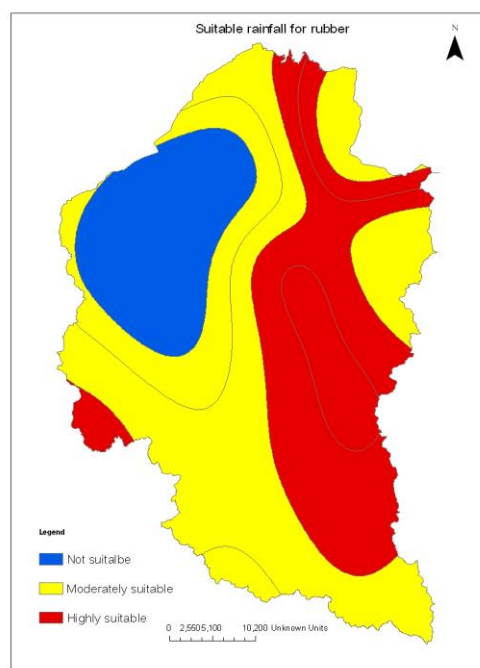 Suitable rainfall for rubber
N
Legend
Not suitalbe
Moderately suitable
Highly suitable
0 2,5505,100 10,200 Unknown Units